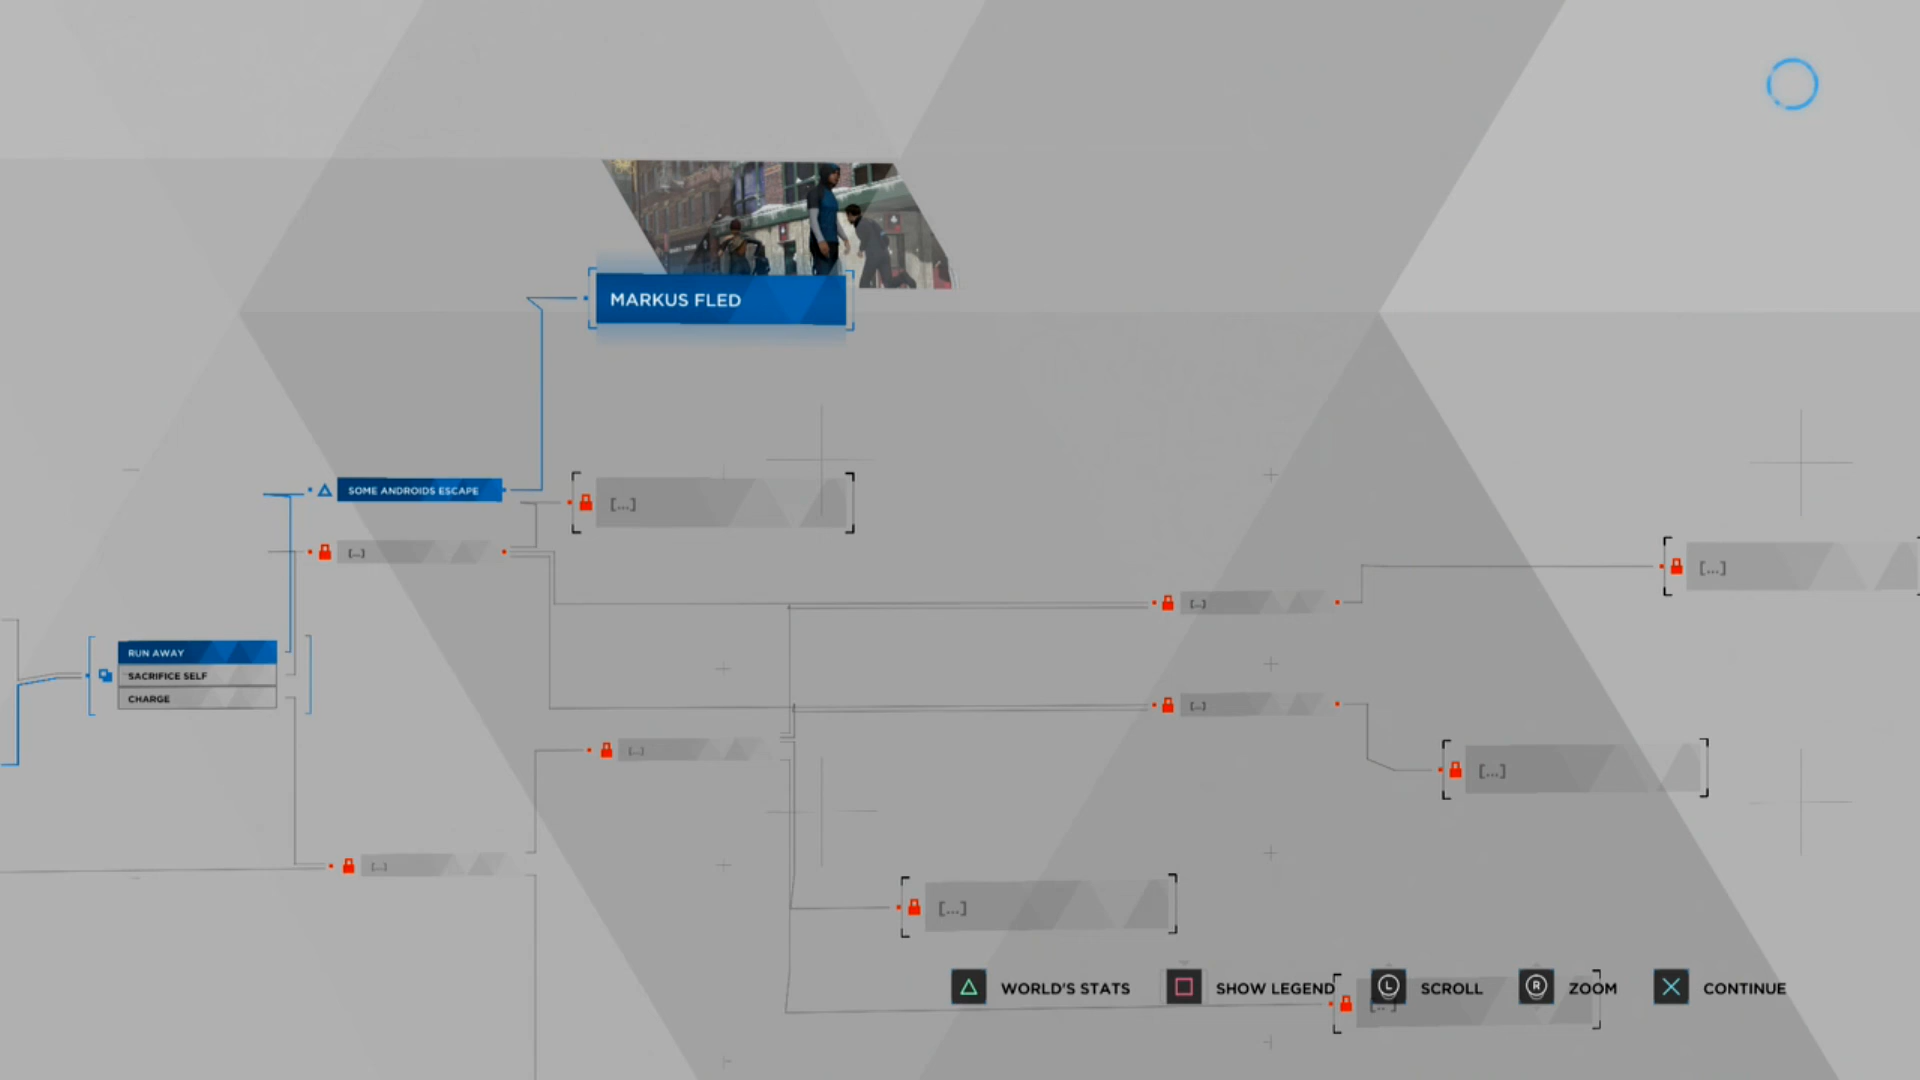 MARKUS FLED
SOME ANDROIDS ESCAPE
[...]
[...]
[...]
[...]
RUN AWAY
SACRIFICE SELF
CHARGE
[...]
[...]
[...]
[...]
[...]
WORLD'S STATS
SHOW LEGEND
L
SCROLL
R
ZOOM
CONTINUE
[...]